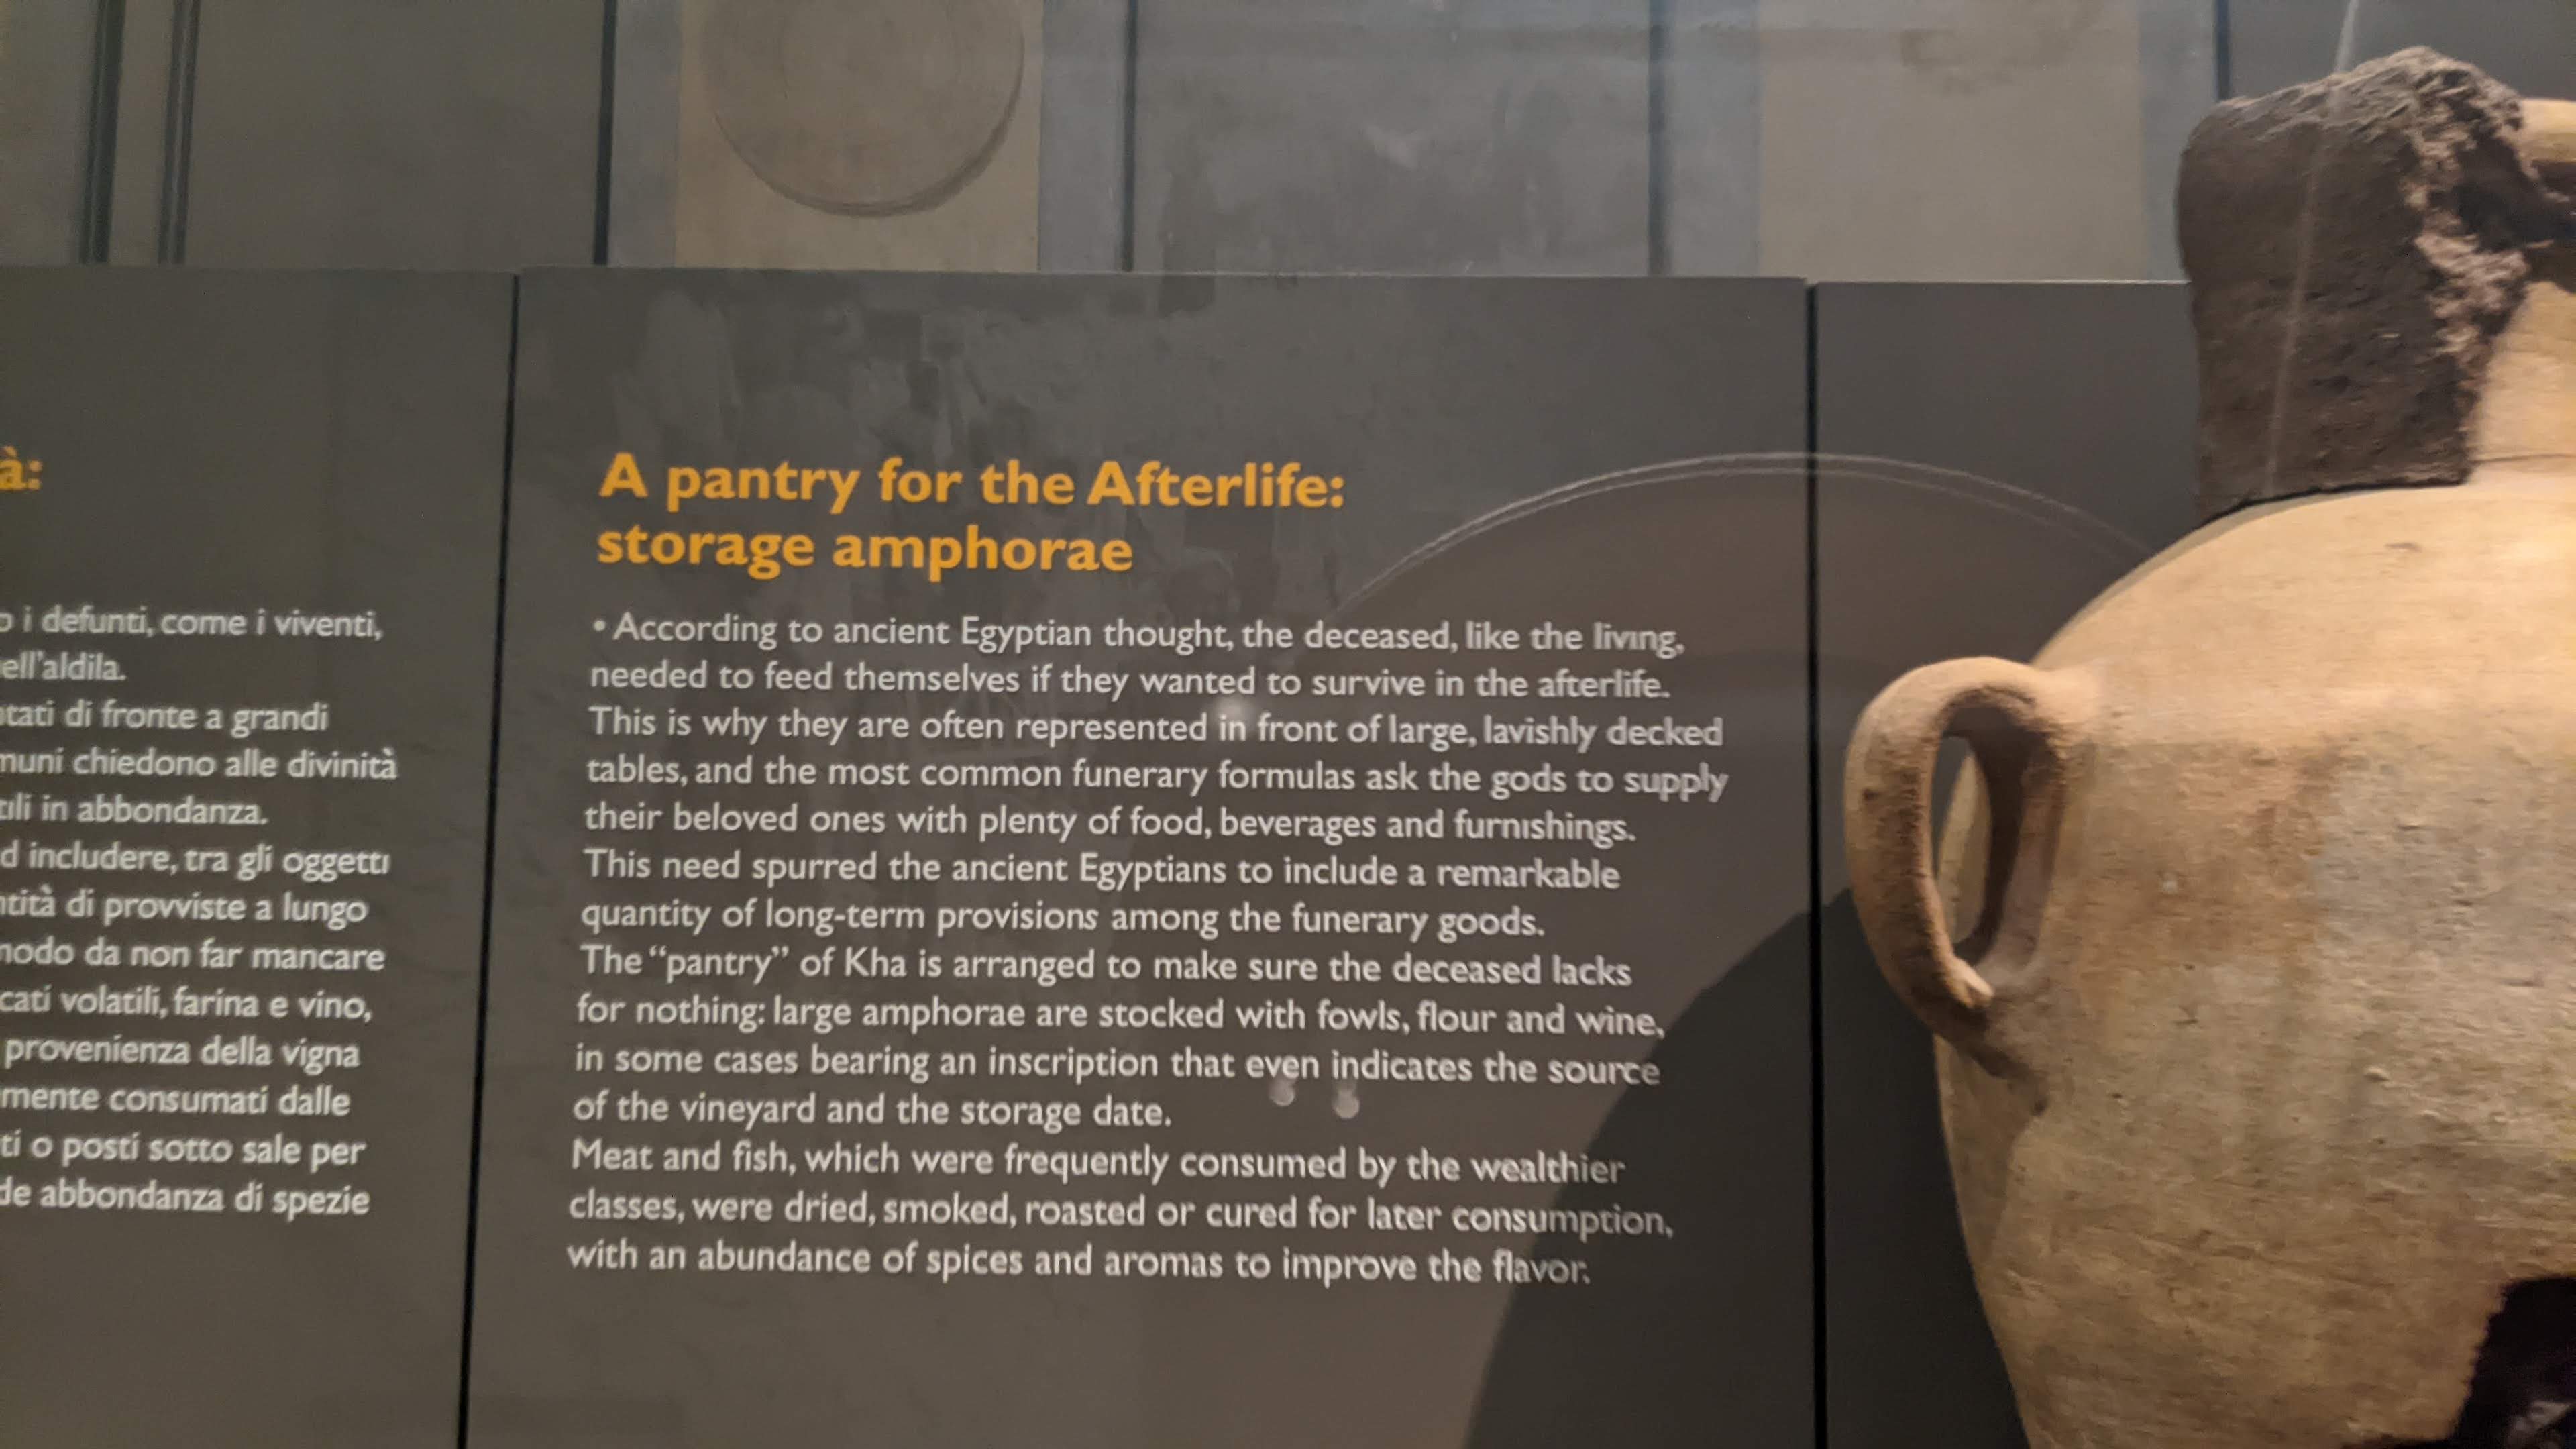 à:
o i defunti, come i viventi,
ell'aldila.
tati di fronte a grandi
muni chiedono alle divinità
tili in abbondanza.
d includere, tra gli oggetti
ntità di provviste a lungo
modo da non far mancare
cati volatili, farina e vino,
provenienza della vigna
mente consumati dalle
ti o posti sotto sale per
de abbondanza di spezie
A pantry for the Afterlife:
storage amphorae
• According to ancient Egyptian thought, the deceased, like the living,
needed to feed themselves if they wanted to survive in the afterlife.
This is why they are often represented in front of large, lavishly decked
tables, and the most common funerary formulas ask the gods to supply
their beloved ones with plenty of food, beverages and furnishings.
This need spurred the ancient Egyptians to include a remarkable
quantity of long-term provisions among the funerary goods.
The “pantry” of Kha is arranged to make sure the deceased lacks
for nothing: large amphorae are stocked with fowls, flour and wine,
in some cases bearing an inscription that even indicates the source
of the vineyard and the storage date.
Meat and fish, which were frequently consumed by the wealthier
classes, were dried, smoked, roasted or cured for later consumption,
with an abundance of spices and aromas to improve the flavor.